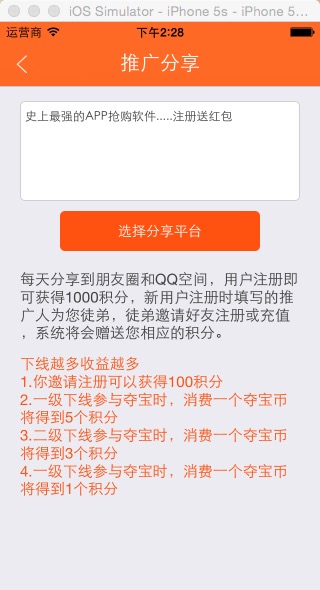 iOS Simulator - iPhone 5s - iPhone 5...
运营商 下午2:28
推广分享
史上最强的APP抢购软件.....注册送红包
选择分享平台
每天分享到朋友圈和QQ空间，用户注册即
可获得1000积分，新用户注册时填写的推
广人为您徒弟，徒弟邀请好友注册或充值
，系统将会赠送您相应的积分。
下线越多收益越多
1.你邀请注册可以获得100积分
2.一级下线参与夺宝时，消费一个夺宝币
将得到5个积分
3.二级下线参与夺宝时，消费一个夺宝币
将得到3个积分
4.一级下线参与夺宝时，消费一个夺宝币
将得到1个积分